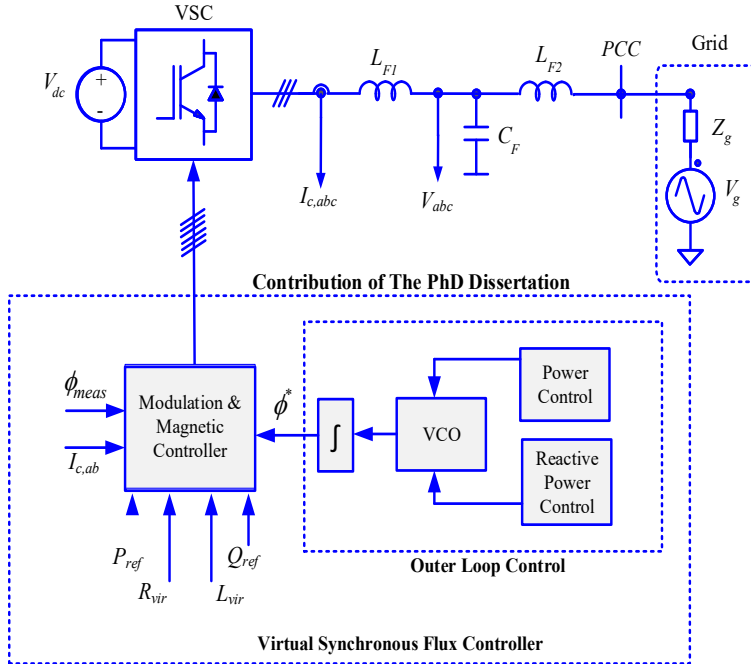 VSC
V_dc
+
-
L_F1
L_F2
PCC
Grid
C_F
Z_g
V_g
I_c,abc
V_abc
Contribution of The PhD Dissertation
ϕ_meas
I_c,ab
Modulation &
Magnetic
Controller
ϕ*
∫
VCO
Power
Control
Reactive
Power
Control
P_ref
R_vir
L_vir
Q_ref
Outer Loop Control
Virtual Synchronous Flux Controller